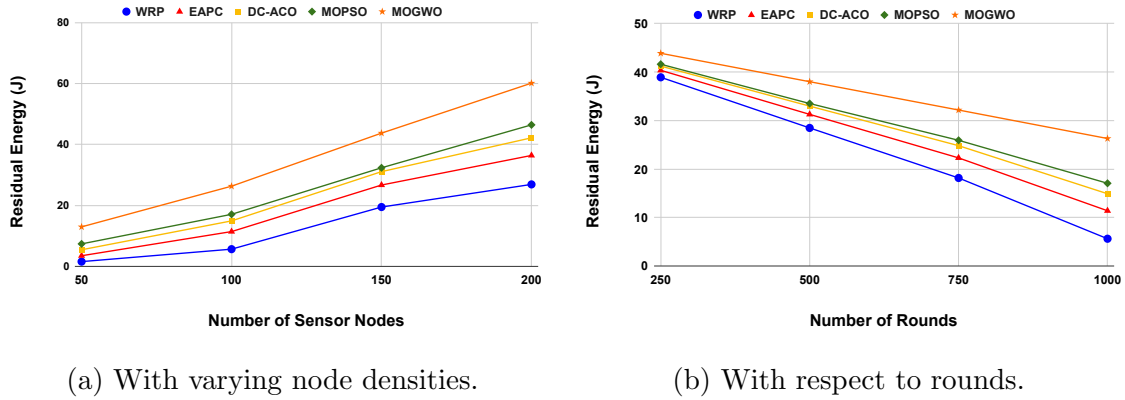 WRP EAPC DC-ACO MOPSO MOGWO
80
60
40
20
0
50 100 150 200
Residual Energy (J)
Number of Sensor Nodes
(a) With varying node densities.
WRP EAPC DC-ACO MOPSO MOGWO
50
40
30
20
10
0
250 500 750 1000
Residual Energy (J)
Number of Rounds
(b) With respect to rounds.